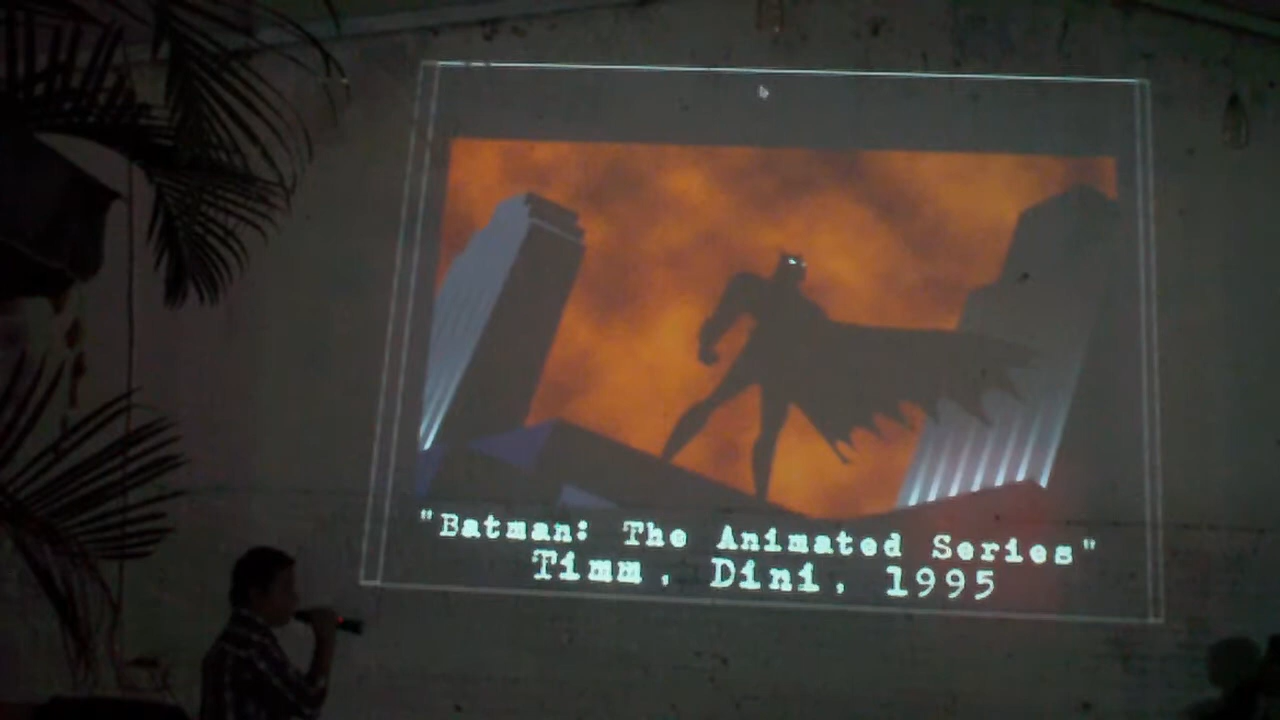 "Batman: The Animated Series"
Timm, Dini, 1995